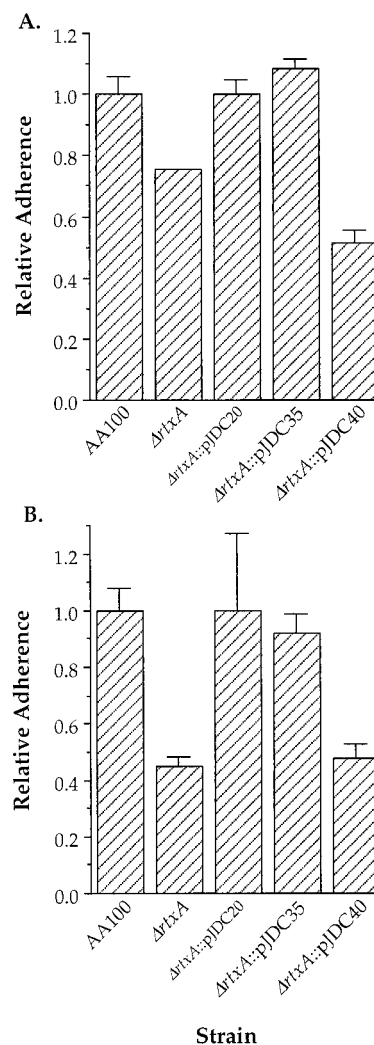 A.
Relative Adherence
1.2
1.0
0.8
0.6
0.4
0.2
0.0
AA100
ΔrtxA
ΔrtxA::pJDC20
ΔrtxA::pJDC35
ΔrtxA::pJDC40
B.
Relative Adherence
1.2
1.0
0.8
0.6
0.4
0.2
0.0
AA100
ΔrtxA
ΔrtxA::pJDC20
ΔrtxA::pJDC35
ΔrtxA::pJDC40
Strain